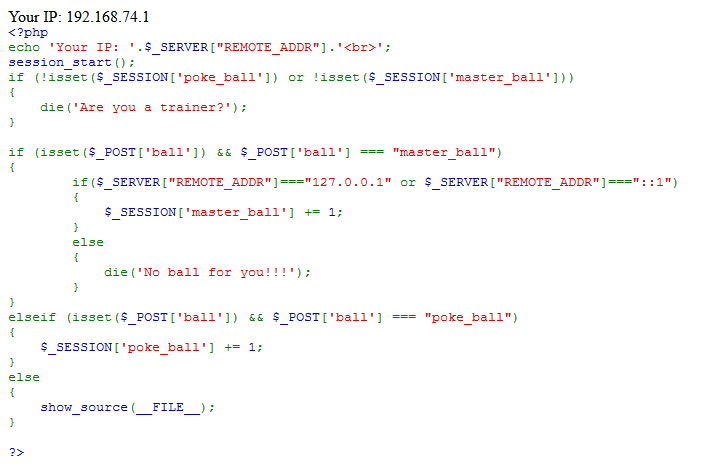 Your IP: 192.168.74.1
<?php
echo 'Your IP: '.$_SERVER["REMOTE_ADDR"].'<br>';
session_start();
if (!isset($_SESSION['poke_ball']) or !isset($_SESSION['master_ball']))
{
    die('Are you a trainer?');
}

if (isset($_POST['ball']) && $_POST['ball'] === "master_ball")
{
        if($_SERVER["REMOTE_ADDR"]==="127.0.0.1" or $_SERVER["REMOTE_ADDR"]==="::1")
        {
            $_SESSION['master_ball'] += 1;
        }
        else
        {
            die('No ball for you!!!');
        }
}
elseif (isset($_POST['ball']) && $_POST['ball'] === "poke_ball")
{
    $_SESSION['poke_ball'] += 1;
}
else
{
    show_source(__FILE__);
}

?>